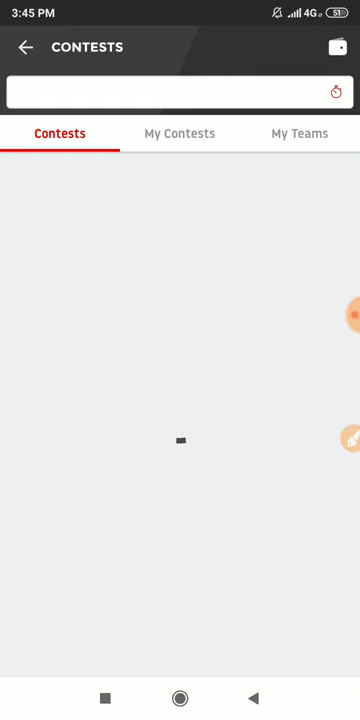 3:45 PM
4G
51
CONTESTS
Contests
My Contests
My Teams